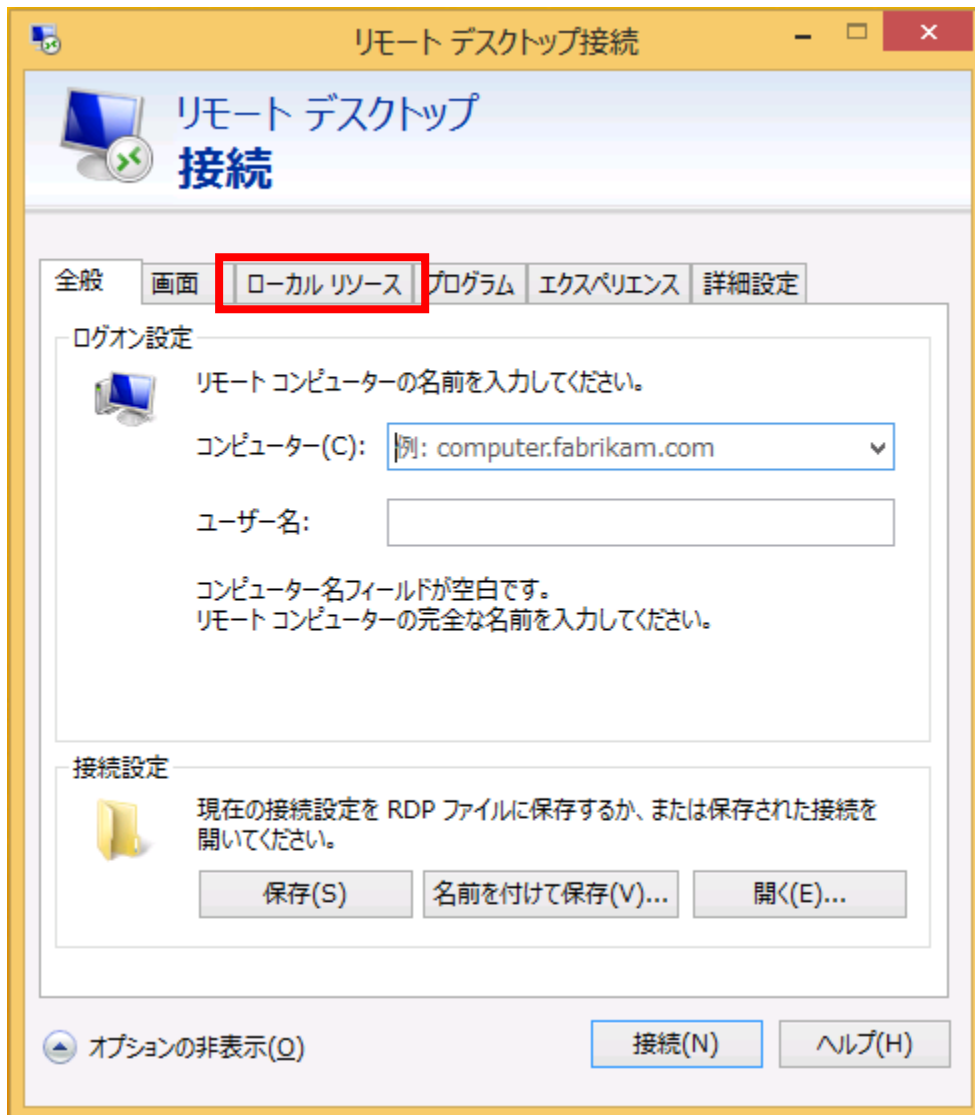 リモート デスクトップ接続
リモート デスクトップ
接続
全般 画面 ローカル リソース プログラム エクスペリエンス 詳細設定
ログオン設定
リモート コンピューターの名前を入力してください。
コンピューター(C): 例: computer.fabrikam.com
ユーザー名:
コンピューター名フィールドが空白です。
リモート コンピューターの完全な名前を入力してください。
接続設定
現在の接続設定を RDP ファイルに保存するか、または保存された接続を
開いてください。
保存(S) 名前を付けて保存(V)... 開く(E)...
オプションの非表示(O) 接続(N) ヘルプ(H)